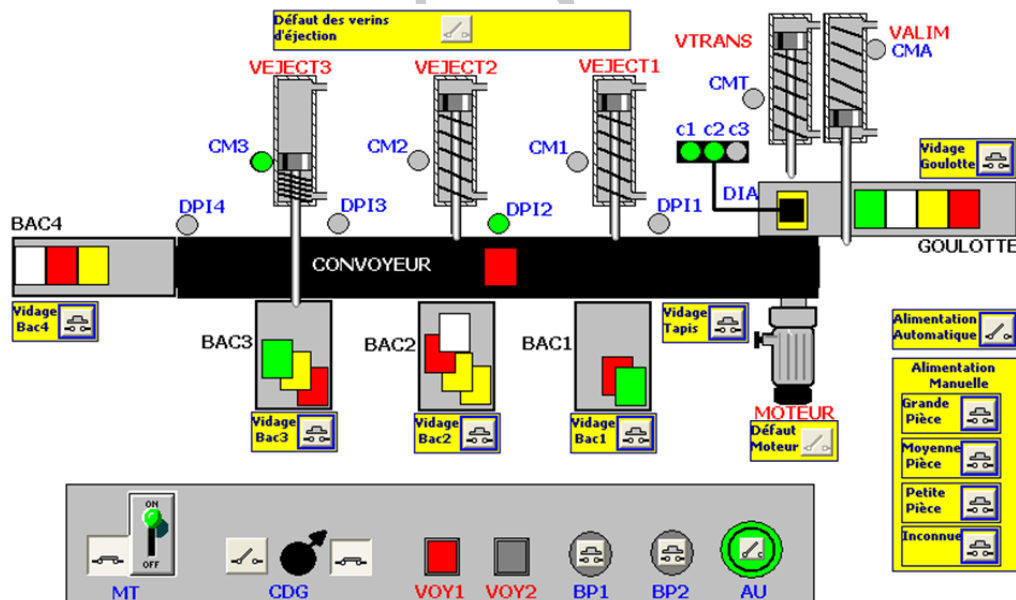 Défaut des verins
d'éjection
VTRANS
VALIM
CMA
VEJECT3
VEJECT2
VEJECT1
CMT
c1 c2 c3
CM3
CM2
CM1
Vidage
Goulotte
DIA
DPI4
DPI3
DPI2
DPI1
BAC4
GOULOTTE
CONVOYEUR
Vidage
Bac4
Vidage
Tapis
Alimentation
Automatique
BAC3
BAC2
BAC1
Alimentation
Manuelle
Grande
Pièce
Moyenne
Pièce
Petite
Pièce
Inconnue
Vidage
Bac3
Vidage
Bac2
Vidage
Bac1
MOTEUR
Défaut
Moteur
ON
OFF
MT
CDG
VOY1
VOY2
BP1
BP2
AU